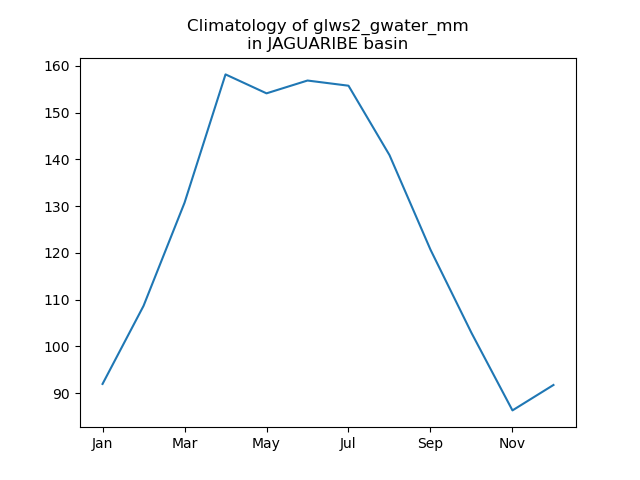 Climatology of glws2_gwater_mm
in JAGUARIBE basin
160
150
140
130
120
110
100
90
Jan
Mar
May
Jul
Sep
Nov